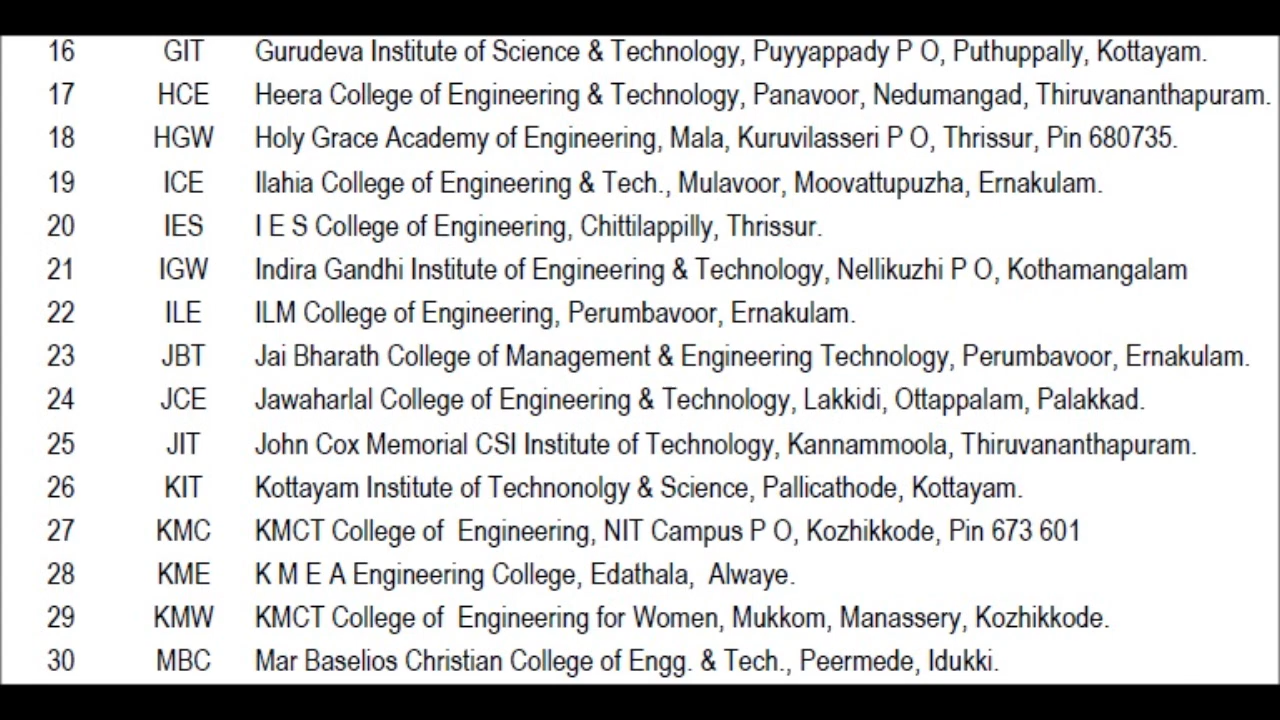 16 GIT Gurudeva Institute of Science & Technology, Puyyappady P O, Puthuppally, Kottayam.
17 HCE Heera College of Engineering & Technology, Panavoor, Nedumangad, Thiruvananthapuram.
18 HGW Holy Grace Academy of Engineering, Mala, Kuruvilasseri P O, Thrissur, Pin 680735.
19 ICE Ilahia College of Engineering & Tech., Mulavoor, Moovattupuzha, Ernakulam.
20 IES I E S College of Engineering, Chittilappilly, Thrissur.
21 IGW Indira Gandhi Institute of Engineering & Technology, Nellikuzhi P O, Kothamangalam
22 ILE ILM College of Engineering, Perumbavoor, Ernakulam.
23 JBT Jai Bharath College of Management & Engineering Technology, Perumbavoor, Ernakulam.
24 JCE Jawaharlal College of Engineering & Technology, Lakkidi, Ottappalam, Palakkad.
25 JIT John Cox Memorial CSI Institute of Technology, Kannammoola, Thiruvananthapuram.
26 KIT Kottayam Institute of Technonolgy & Science, Pallicathode, Kottayam.
27 KMC KMCT College of Engineering, NIT Campus P O, Kozhikkode, Pin 673 601
28 KME K M E A Engineering College, Edathala, Alwaye.
29 KMW KMCT College of Engineering for Women, Mukkom, Manassery, Kozhikkode.
30 MBC Mar Baselios Christian College of Engg. & Tech., Peermede, Idukki.